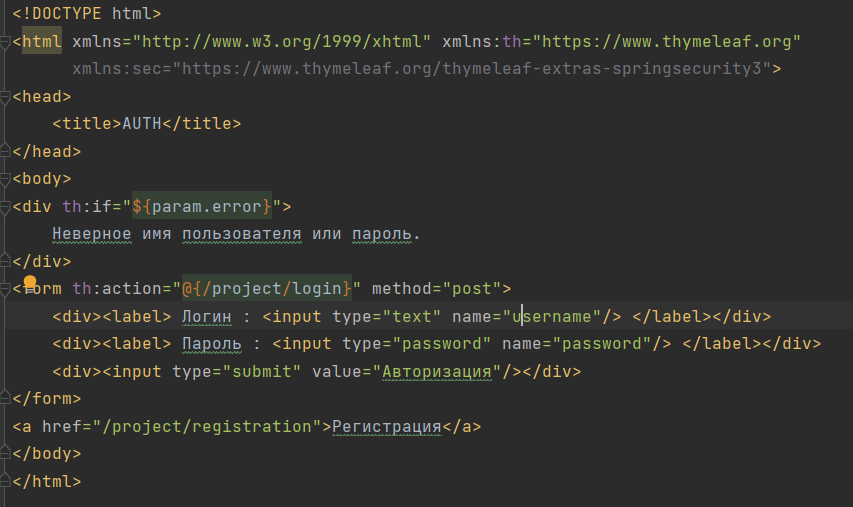 <!DOCTYPE html>
<html xmlns="http://www.w3.org/1999/xhtml" xmlns:th="https://www.thymeleaf.org"
      xmlns:sec="https://www.thymeleaf.org/thymeleaf-extras-springsecurity3">
<head>
    <title>AUTH</title>
</head>
<body>
<div th:if="${param.error}">
    Неверное имя пользователя или пароль.
</div>
<form th:action="@{/project/login}" method="post">
    <div><label> Логин : <input type="text" name="username"/> </label></div>
    <div><label> Пароль : <input type="password" name="password"/> </label></div>
    <div><input type="submit" value="Авторизация"/></div>
</form>
<a href="/project/registration">Регистрация</a>
</body>
</html>